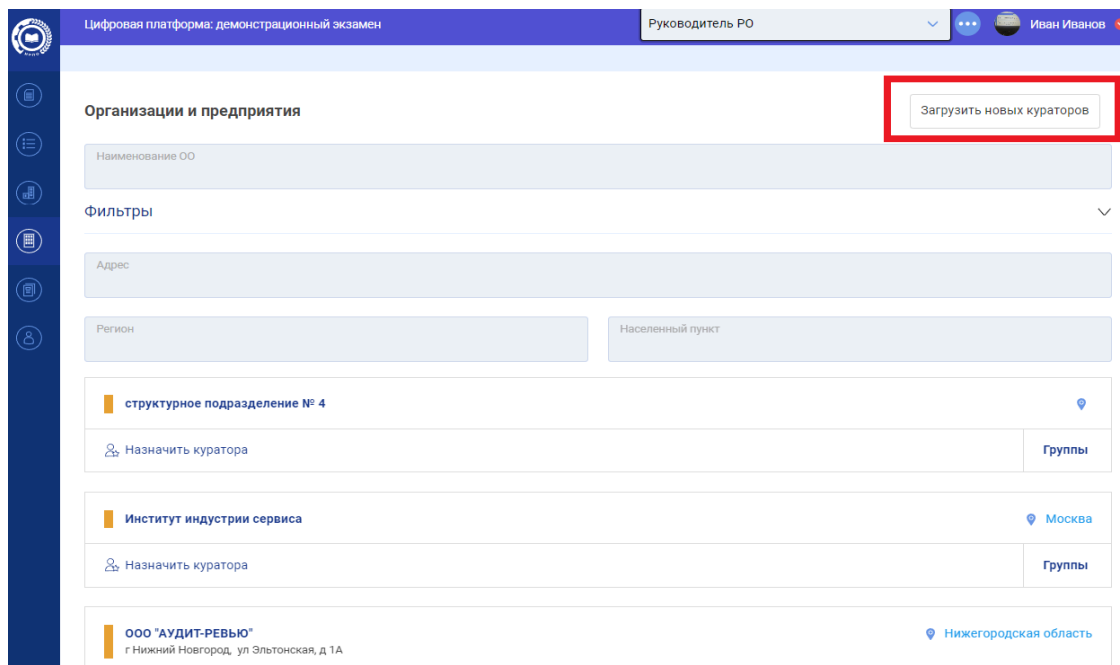 Цифровая платформа: демонстрационный экзамен
Руководитель РО
Иван Иванов
Организации и предприятия
Загрузить новых кураторов
Наименование ОО
Фильтры
Адрес
Регион
Населенный пункт
структурное подразделение № 4
Назначить куратора
Группы
Институт индустрии сервиса
Москва
Назначить куратора
Группы
ООО "АУДИТ-РЕВЬЮ"
Нижегородская область
г Нижний Новгород, ул Эльтонская, д 1А